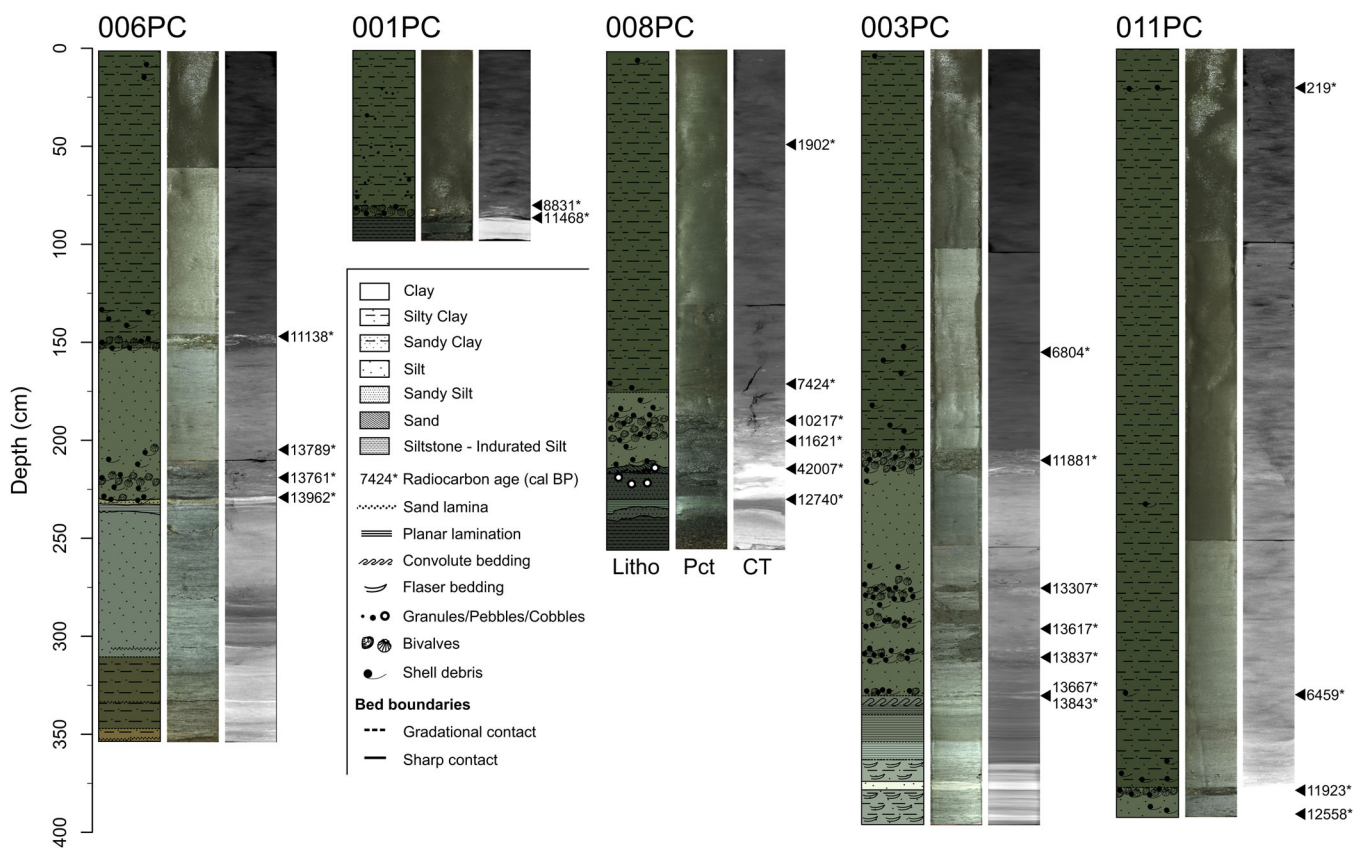 006PC
001PC
008PC
003PC
011PC
0
50
100
150
200
250
300
350
400
Depth (cm)
11138*
13789*
13761*
13962*
8831*
11468*
Clay
Silty Clay
Sandy Clay
Silt
Sandy Silt
Sand
Siltstone - Indurated Silt
7424* Radiocarbon age (cal BP)
Sand lamina
Planar lamination
Convolute bedding
Flaser bedding
Granules/Pebbles/Cobbles
Bivalves
Shell debris
Bed boundaries
Gradational contact
Sharp contact
1902*
7424*
10217*
11621*
42007*
12740*
Litho
Pct
CT
6804*
11881*
13307*
13617*
13837*
13667*
13843*
219*
6459*
11923*
12558*